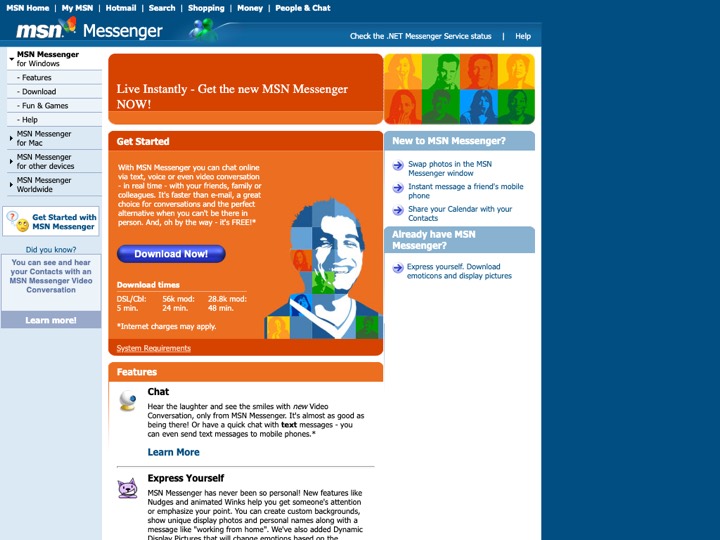 MSN Home | My MSN | Hotmail | Search | Shopping | Money | People & Chat
msn Messenger
Check the .NET Messenger Service status | Help
MSN Messenger
for Windows
- Features
- Download
- Fun & Games
- Help
MSN Messenger
for Mac
MSN Messenger
for other devices
MSN Messenger
Worldwide
Get Started with
MSN Messenger
Did you know?
You can see and hear
your Contacts with an
MSN Messenger Video
Conversation
Learn more!
Live Instantly - Get the new MSN Messenger
NOW!
Get Started
With MSN Messenger you can chat online
via text, voice or even video conversation
- in real time - with your friends, family or
colleagues. It's faster than e-mail, a great
choice for conversations and the perfect
alternative when you can't be there in
person. And, oh by the way - it's FREE!*
Download Now!
Download times
DSL/Cbl: 56k mod: 28.8k mod:
5 min. 24 min. 48 min.
*Internet charges may apply.
System Requirements
New to MSN Messenger?
Swap photos in the MSN
Messenger window
Instant message a friend's mobile
phone
Share your Calendar with your
Contacts
Already have MSN
Messenger?
Express yourself. Download
emoticons and display pictures
Features
Chat
Hear the laughter and see the smiles with new Video
Conversation, only from MSN Messenger. It's almost as good as
being there! Or have a quick chat with text messages - you
can even send text messages to mobile phones.*
Learn More
Express Yourself
MSN Messenger has never been so personal! New features like
Nudges and animated Winks help you get someone's attention
or emphasize your point. You can create custom backgrounds,
show unique display photos and personal names along with a
message like "working from home". We've also added Dynamic
Display Pictures that will change emotions based on the